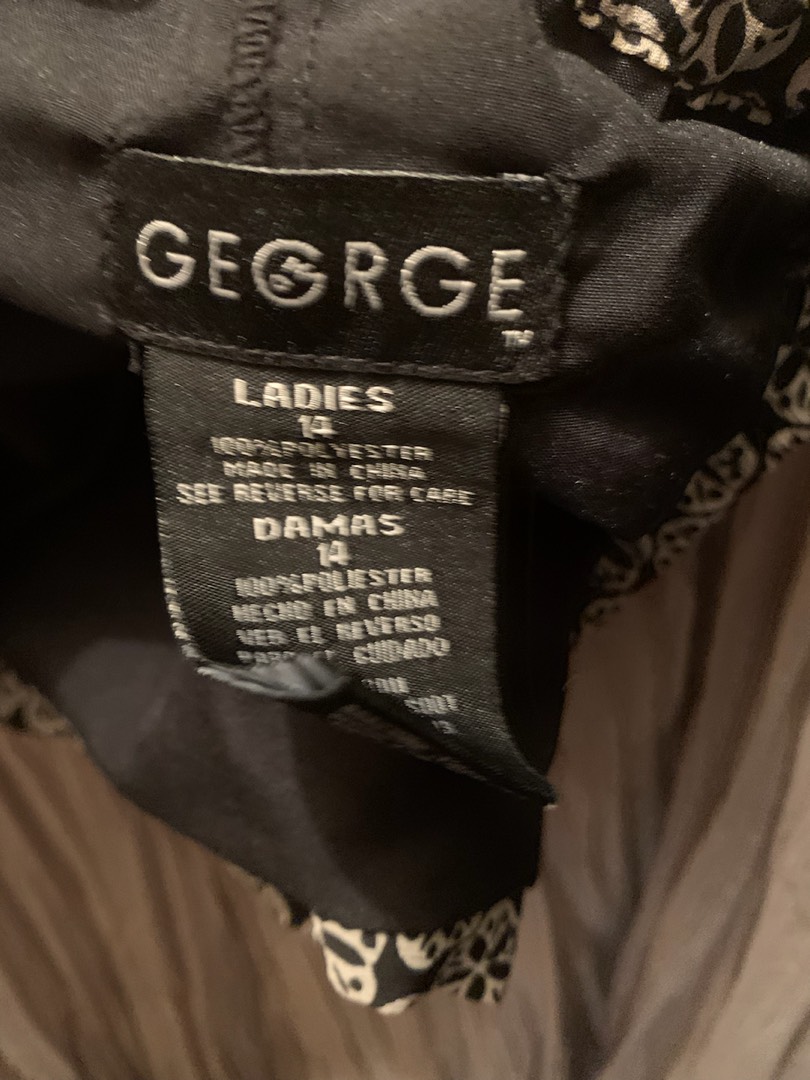 GEORGE
TM
LADIES
14
100%POLYESTER
MADE IN CHINA
SEE REVERSE FOR CARE
DAMAS
14
100%POLIESTER
HECHO EN CHINA
VER EL REVERSO
CUIDADO